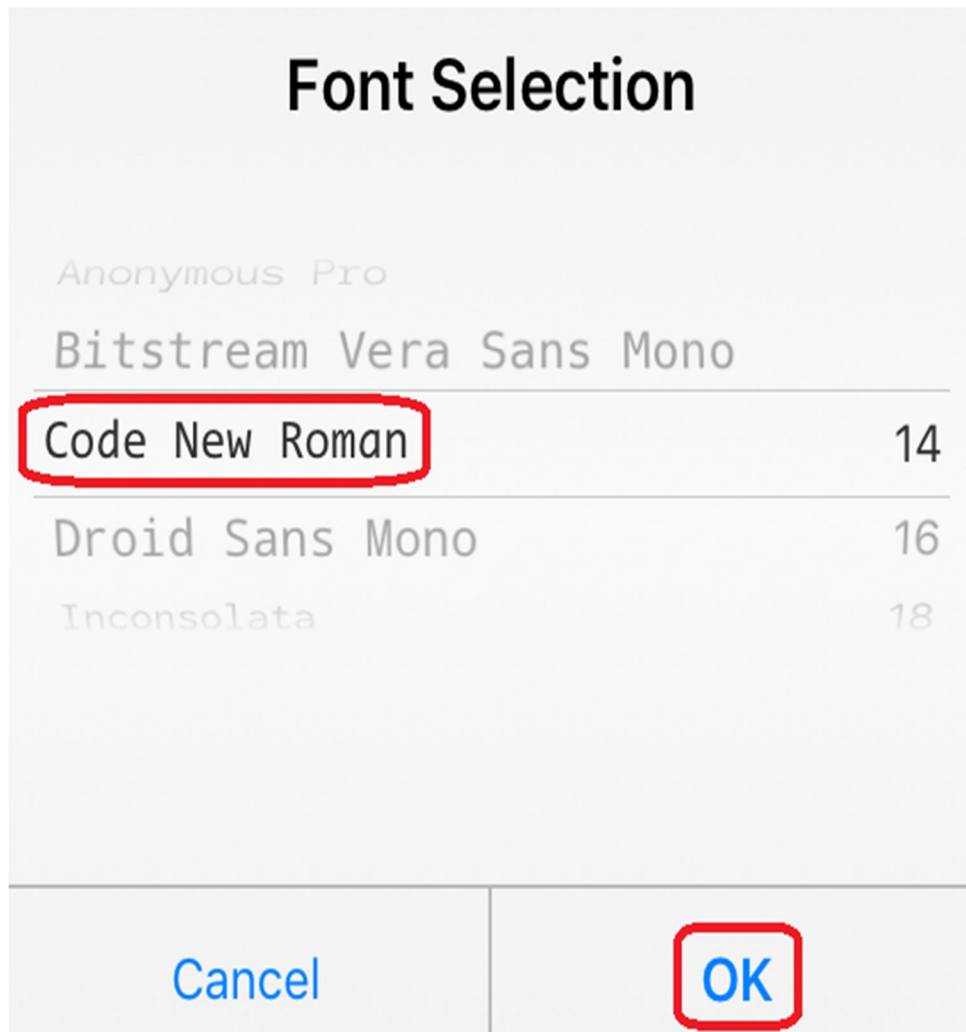 Font Selection
Anonymous Pro
Bitstream Vera Sans Mono
Code New Roman 14
Droid Sans Mono 16
Inconsolata 18
Cancel OK